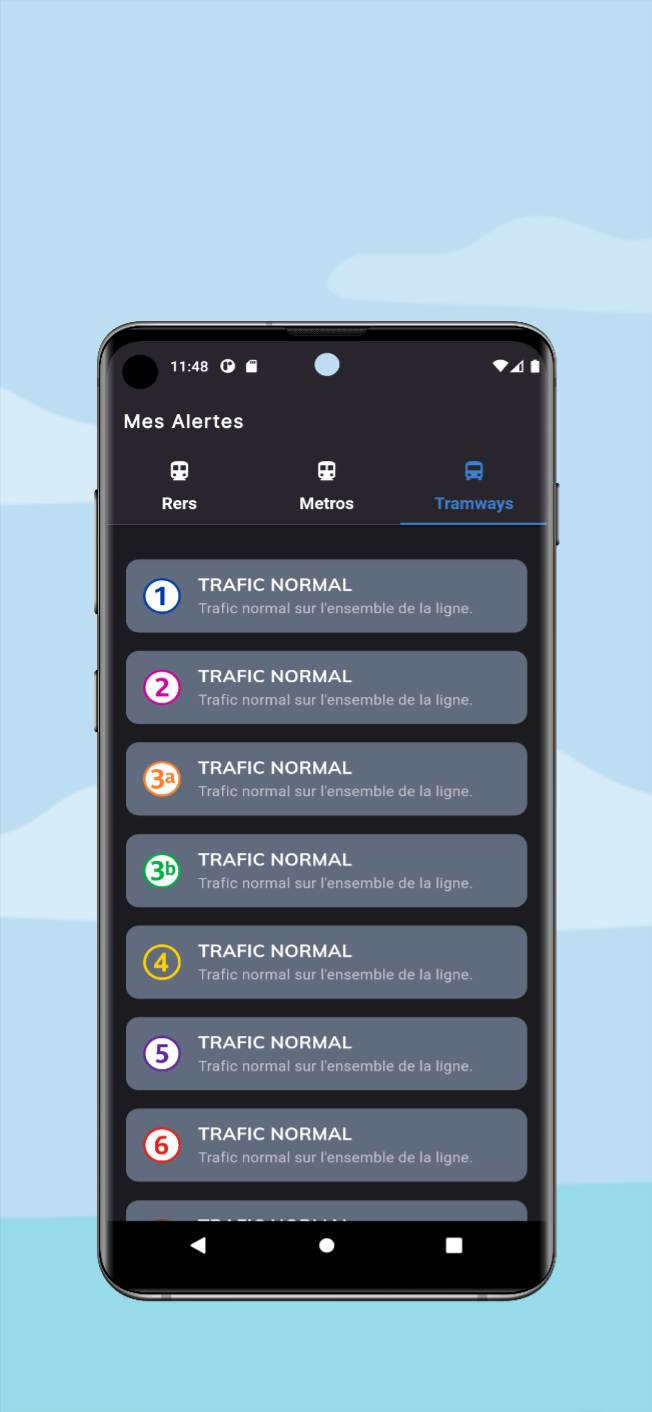 11:48
Mes Alertes
Rers Metros Tramways
1 TRAFIC NORMAL
Trafic normal sur l'ensemble de la ligne.
2 TRAFIC NORMAL
Trafic normal sur l'ensemble de la ligne.
3a TRAFIC NORMAL
Trafic normal sur l'ensemble de la ligne.
3b TRAFIC NORMAL
Trafic normal sur l'ensemble de la ligne.
4 TRAFIC NORMAL
Trafic normal sur l'ensemble de la ligne.
5 TRAFIC NORMAL
Trafic normal sur l'ensemble de la ligne.
6 TRAFIC NORMAL
Trafic normal sur l'ensemble de la ligne.